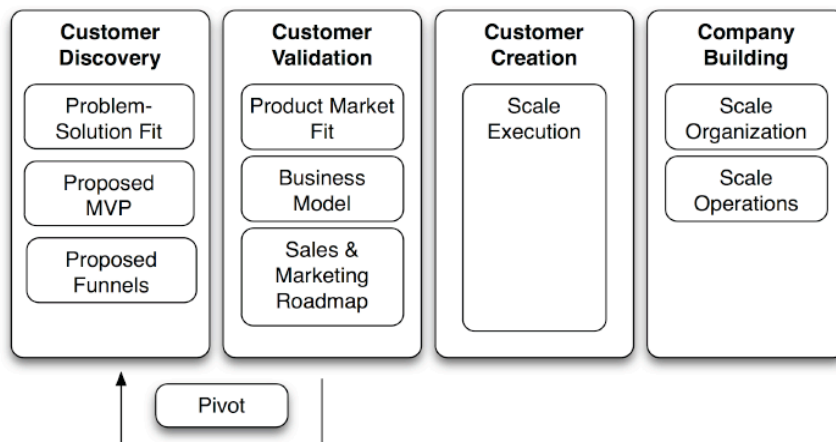 Customer
Discovery
Problem-
Solution Fit
Proposed
MVP
Proposed
Funnels
Customer
Validation
Product Market
Fit
Business
Model
Sales &
Marketing
Roadmap
Customer
Creation
Scale
Execution
Company
Building
Scale
Organization
Scale
Operations
Pivot